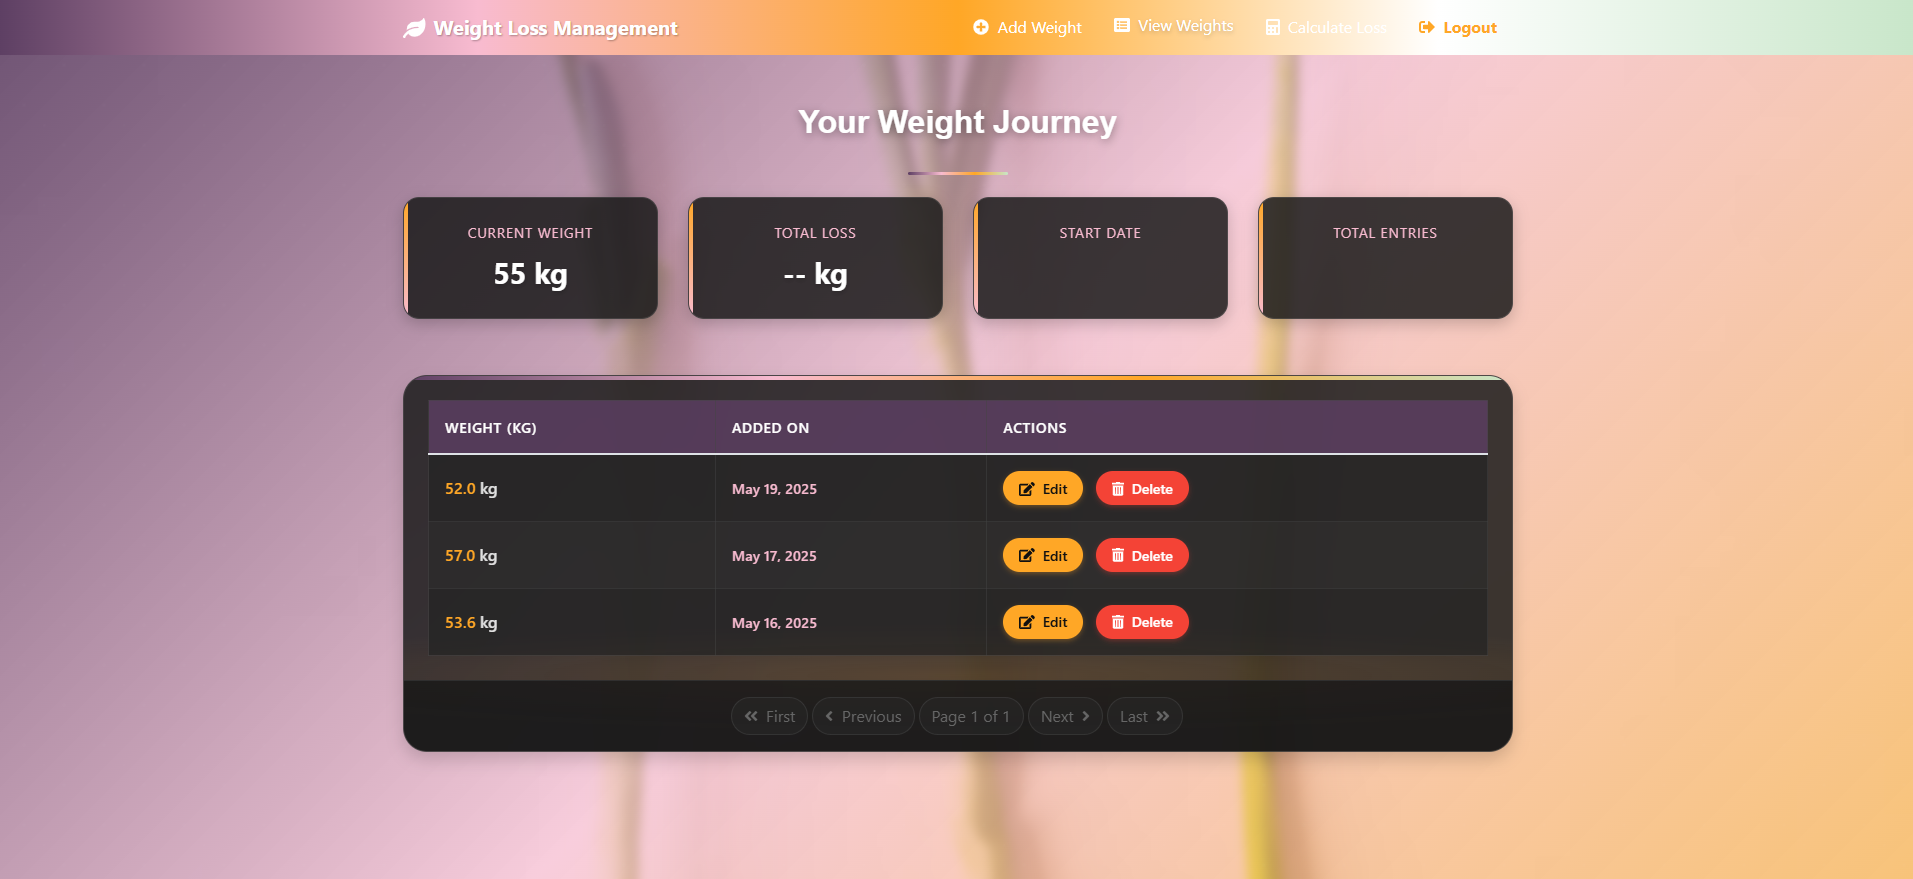 Weight Loss Management
Add Weight
View Weights
Calculate Loss
Logout
Your Weight Journey
CURRENT WEIGHT
55 kg
TOTAL LOSS
-- kg
START DATE
TOTAL ENTRIES
WEIGHT (KG) ADDED ON ACTIONS
52.0 kg May 19, 2025 Edit Delete
57.0 kg May 17, 2025 Edit Delete
53.6 kg May 16, 2025 Edit Delete
First Previous Page 1 of 1 Next Last